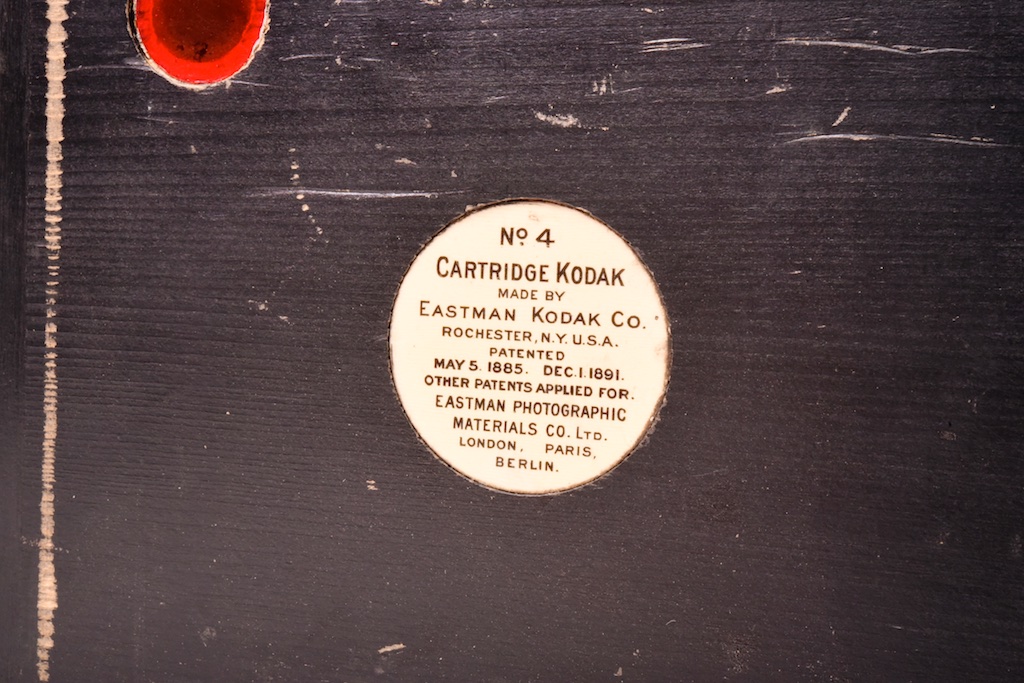 Nº 4
CARTRIDGE KODAK
MADE BY
EASTMAN KODAK CO.
ROCHESTER, N.Y. U.S.A.
PATENTED
MAY 5. 1885. DEC. 1. 1891.
OTHER PATENTS APPLIED FOR.
EASTMAN PHOTOGRAPHIC
MATERIALS CO. LTD.
LONDON, PARIS,
BERLIN.